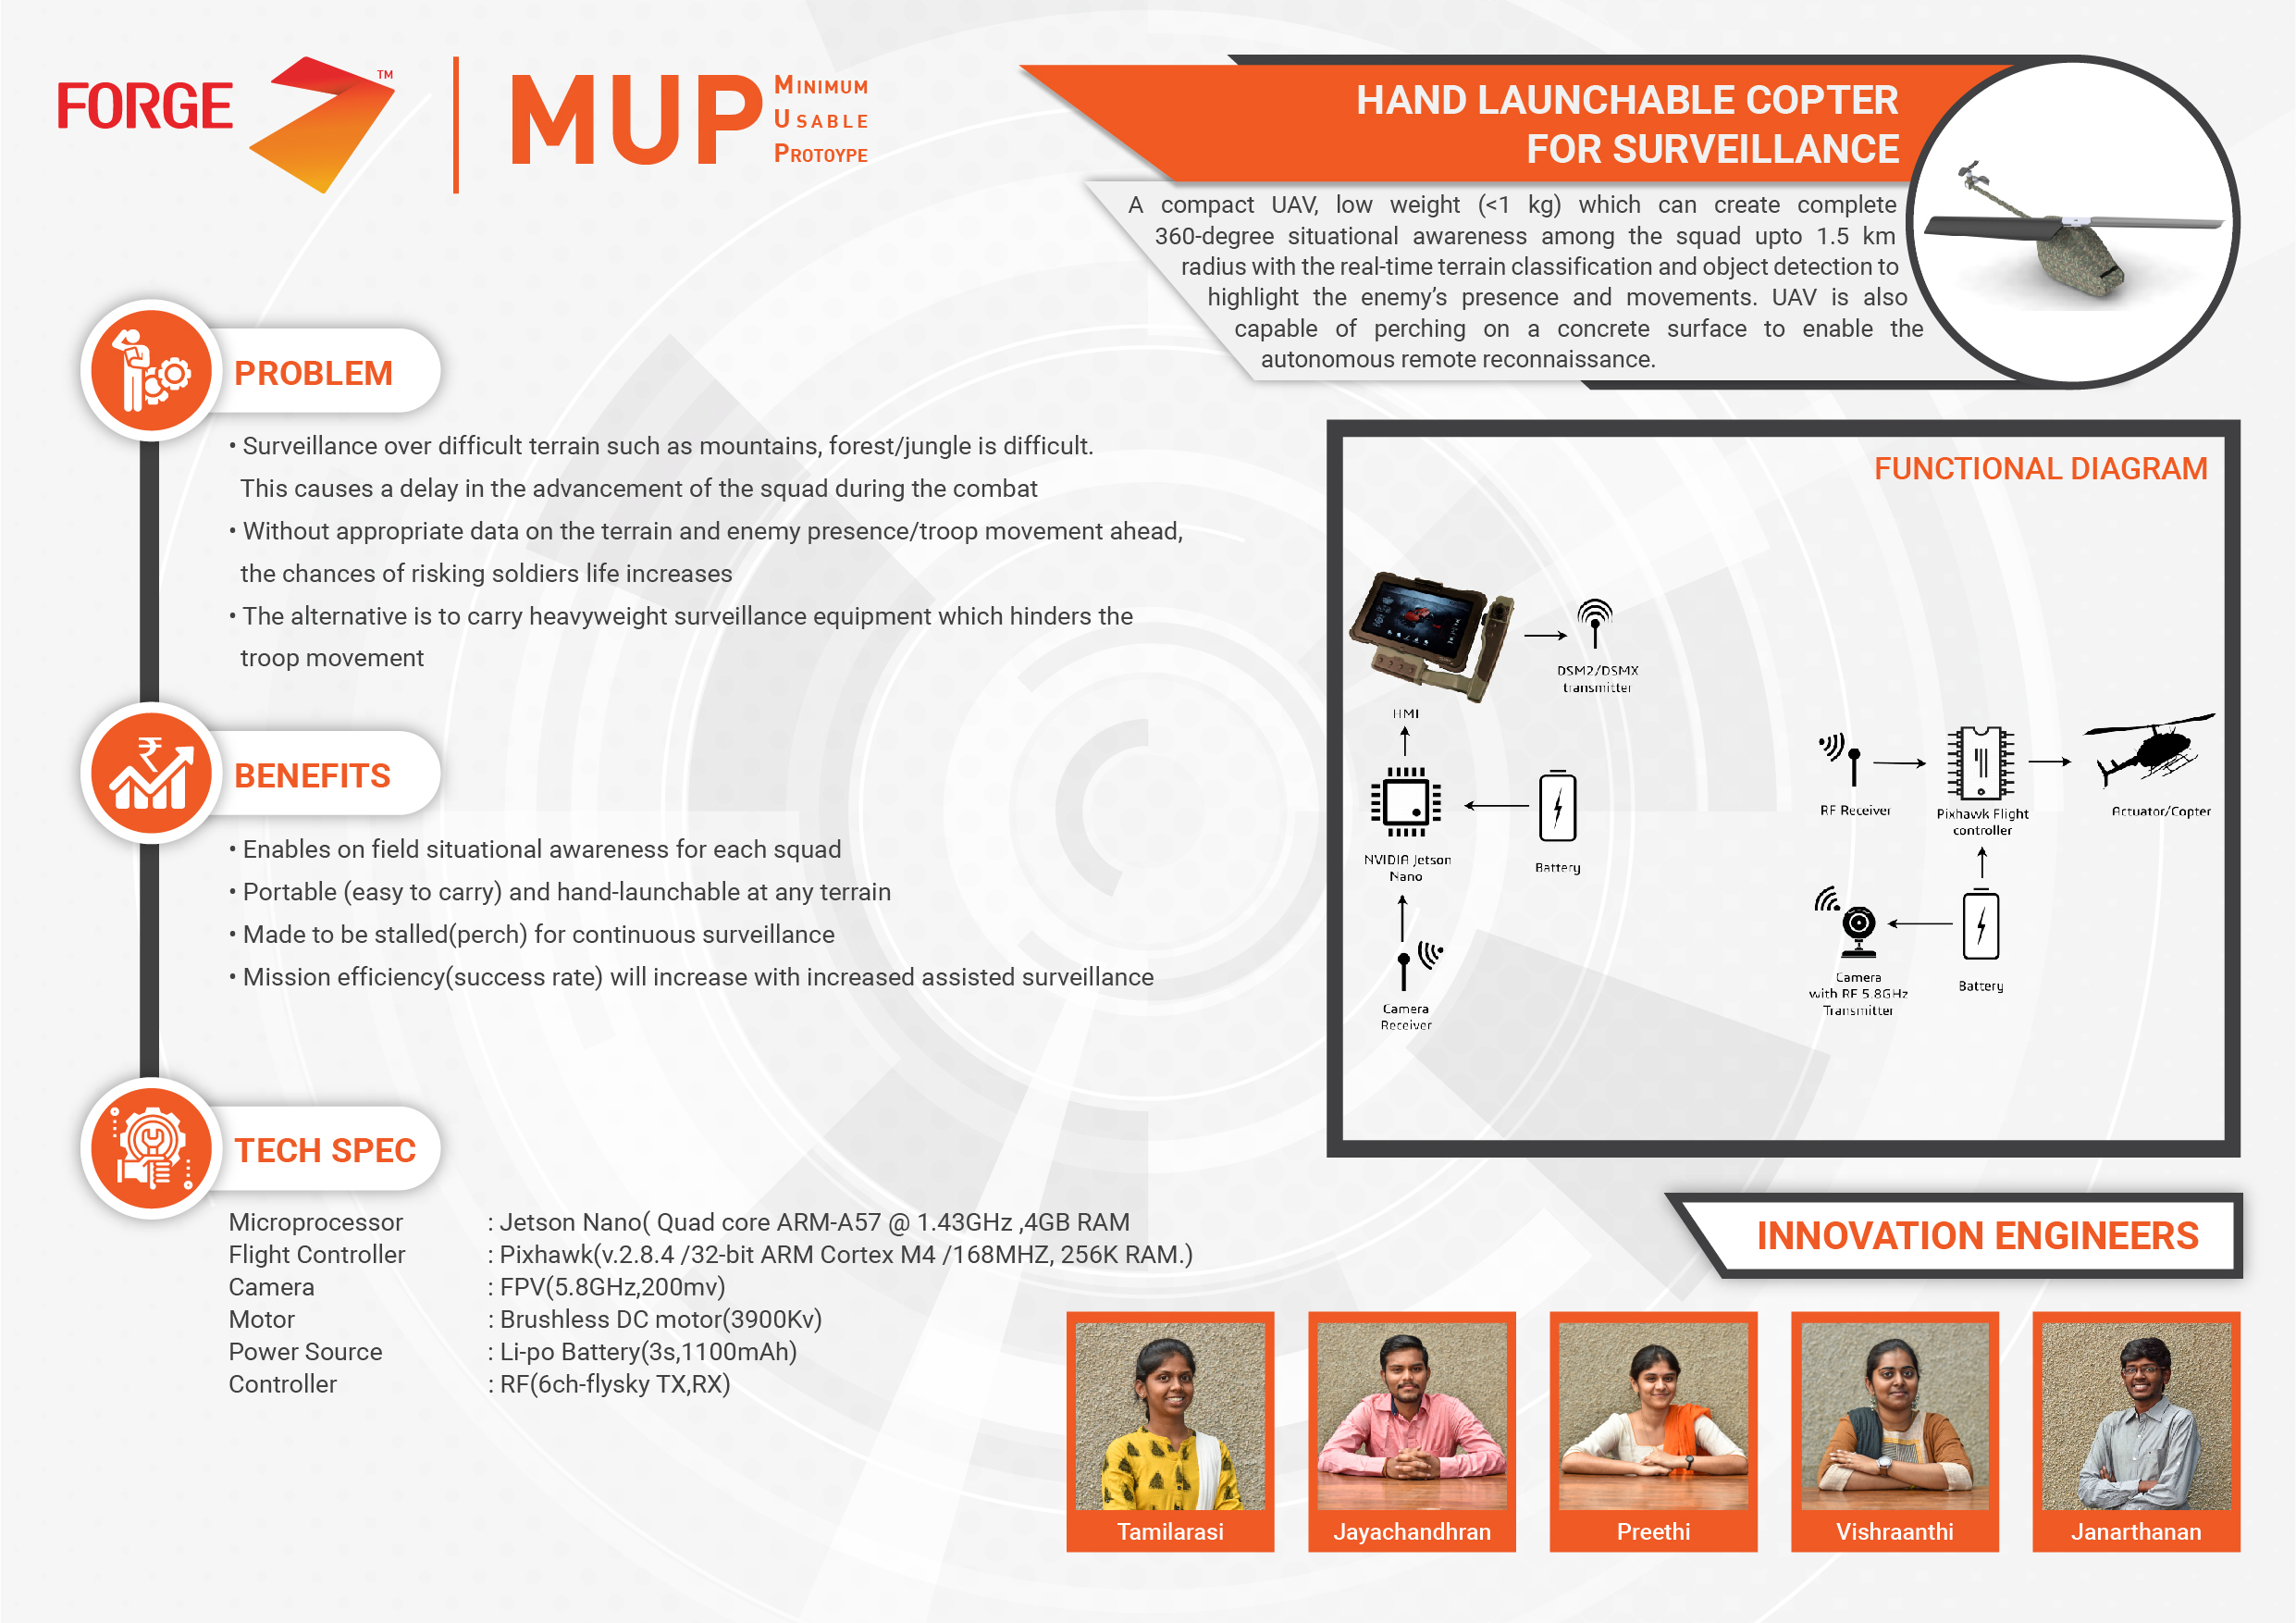 FORGE
TM
MUP
MINIMUM
USABLE
PROTOYPE
HAND LAUNCHABLE COPTER
FOR SURVEILLANCE
A compact UAV, low weight (<1 kg) which can create complete
360-degree situational awareness among the squad upto 1.5 km
radius with the real-time terrain classification and object detection to
highlight the enemy’s presence and movements. UAV is also
capable of perching on a concrete surface to enable the
autonomous remote reconnaissance.
PROBLEM
• Surveillance over difficult terrain such as mountains, forest/jungle is difficult.
This causes a delay in the advancement of the squad during the combat
• Without appropriate data on the terrain and enemy presence/troop movement ahead,
the chances of risking soldiers life increases
• The alternative is to carry heavyweight surveillance equipment which hinders the
troop movement
BENEFITS
• Enables on field situational awareness for each squad
• Portable (easy to carry) and hand-launchable at any terrain
• Made to be stalled(perch) for continuous surveillance
• Mission efficiency(success rate) will increase with increased assisted surveillance
TECH SPEC
Microprocessor : Jetson Nano( Quad core ARM-A57 @ 1.43GHz ,4GB RAM
Flight Controller : Pixhawk(v.2.8.4 /32-bit ARM Cortex M4 /168MHZ, 256K RAM.)
Camera : FPV(5.8GHz,200mv)
Motor : Brushless DC motor(3900Kv)
Power Source : Li-po Battery(3s,1100mAh)
Controller : RF(6ch-flysky TX,RX)
FUNCTIONAL DIAGRAM
DSM2/DSMX
transmitter
HMI
NVIDIA Jetson
Nano
Battery
Camera
Receiver
RF Receiver
Pixhawk Flight
controller
Actuator/Copter
Camera
with RF 5.8GHz
Transmitter
Battery
INNOVATION ENGINEERS
Tamilarasi
Jayachandhran
Preethi
Vishraanthi
Janarthanan